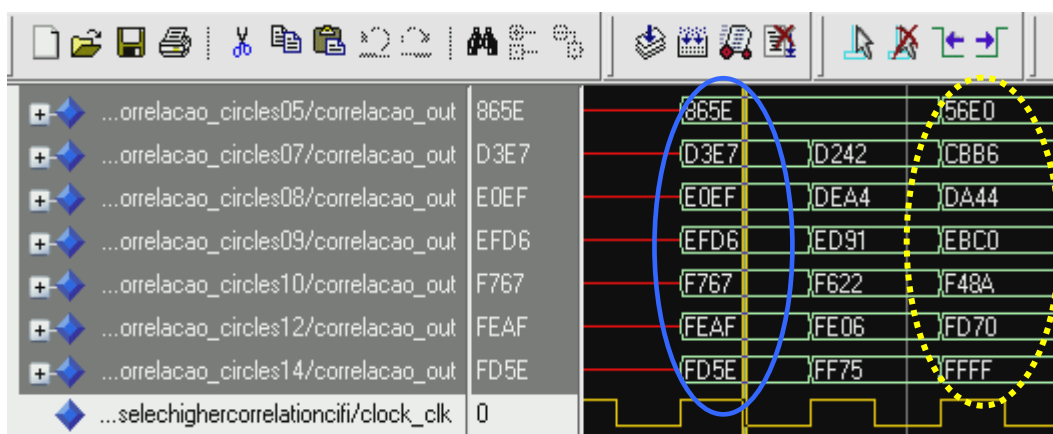 ...orrelacao_circles05/correlacao_out 865E 865E 56E0
...orrelacao_circles07/correlacao_out D3E7 D3E7 D242 CBB6
...orrelacao_circles08/correlacao_out E0EF E0EF DEA4 DA44
...orrelacao_circles09/correlacao_out EFD6 EFD6 ED91 EBC0
...orrelacao_circles10/correlacao_out F767 F767 F622 F48A
...orrelacao_circles12/correlacao_out FEAF FEAF FE06 FD70
...orrelacao_circles14/correlacao_out FD5E FD5E FF75 FFFF
...selechighercorrelationcifi/clock_clk 0